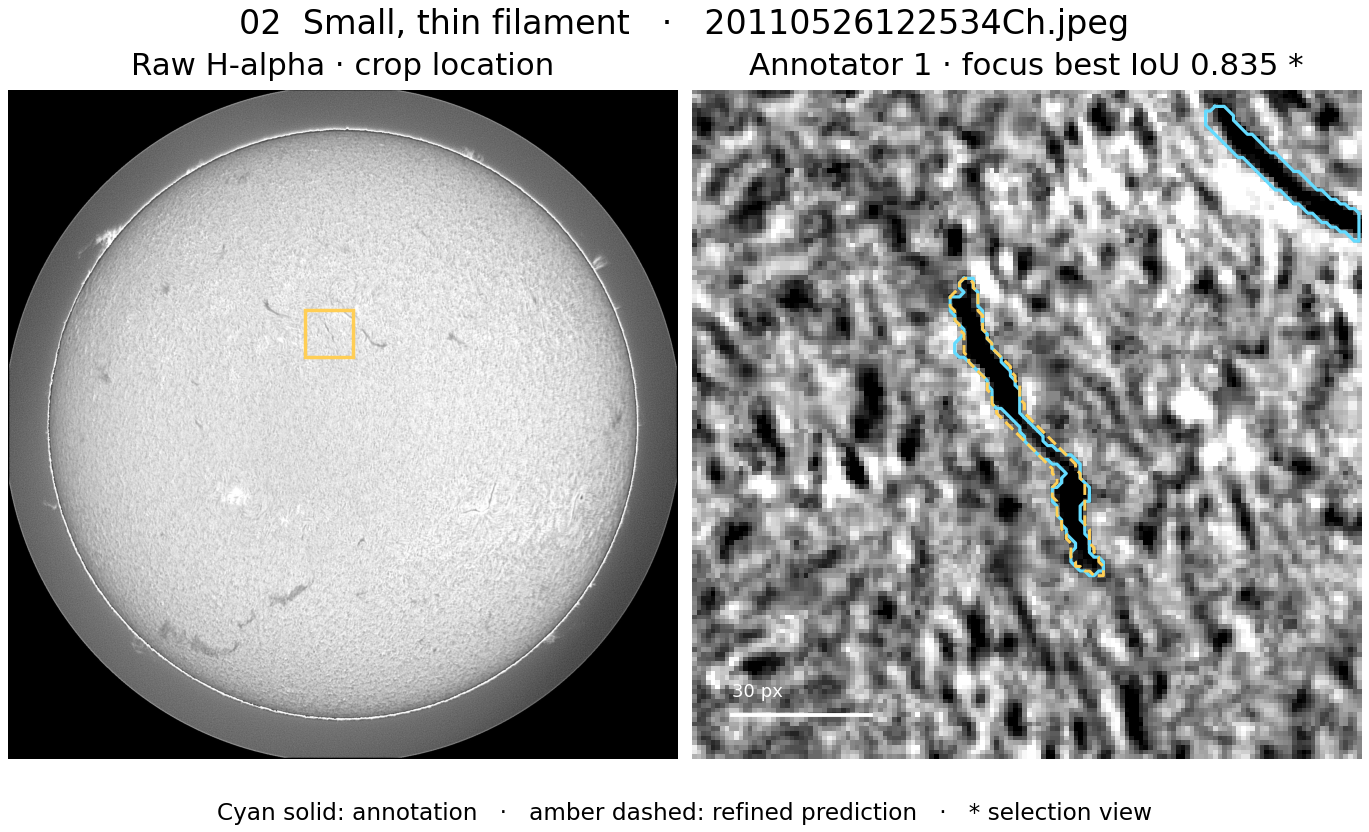 02  Small, thin filament   ·   20110526122534Ch.jpeg
Raw H-alpha · crop location
Annotator 1 · focus best IoU 0.835 *
30 px
Cyan solid: annotation   ·   amber dashed: refined prediction   ·   * selection view